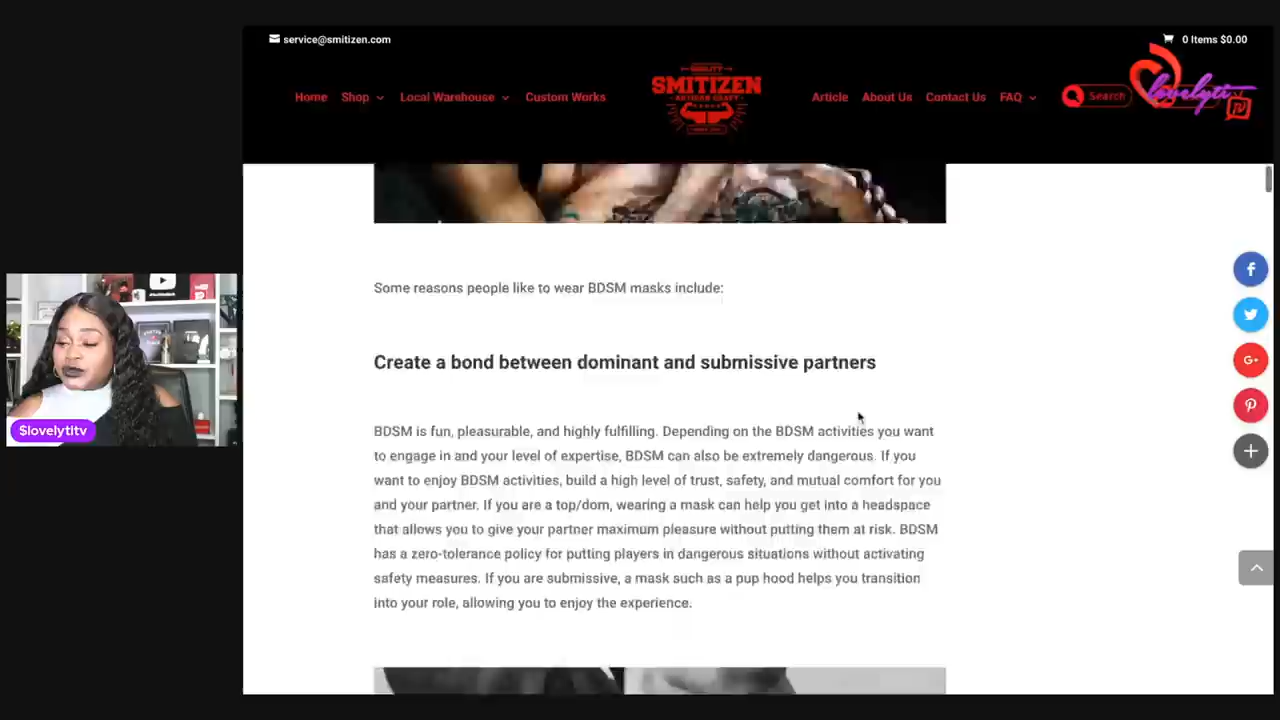 service@smitizen.com
0 Items $0.00
Home
Shop
Local Warehouse
Custom Works
SMITIZEN
ARTISAN CRAFT
Article
About Us
Contact Us
FAQ
Search
lovelyti
TV
Some reasons people like to wear BDSM masks include:
Create a bond between dominant and submissive partners
BDSM is fun, pleasurable, and highly fulfilling. Depending on the BDSM activities you want
to engage in and your level of expertise, BDSM can also be extremely dangerous. If you
want to enjoy BDSM activities, build a high level of trust, safety, and mutual comfort for you
and your partner. If you are a top/dom, wearing a mask can help you get into a headspace
that allows you to give your partner maximum pleasure without putting them at risk. BDSM
has a zero-tolerance policy for putting players in dangerous situations without activating
safety measures. If you are submissive, a mask such as a pup hood helps you transition
into your role, allowing you to enjoy the experience.
$lovelytitv